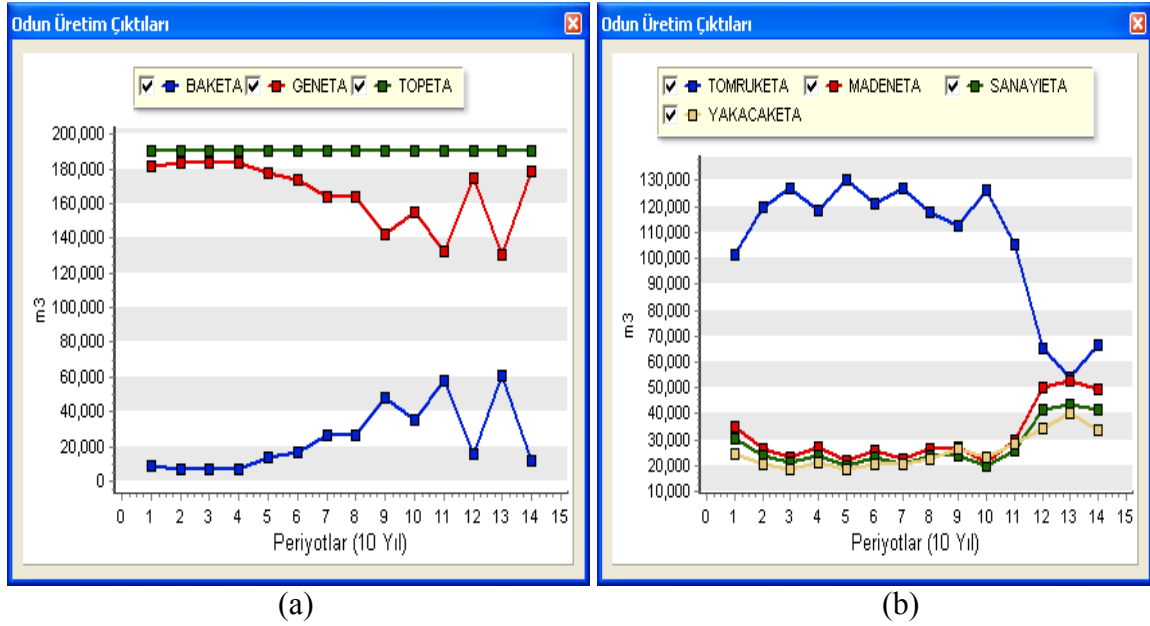 Odun Üretim Çıktıları
BAKETA GENETA TOPETA
200,000
180,000
160,000
140,000
120,000
100,000
80,000
60,000
40,000
20,000
0
m3
0 1 2 3 4 5 6 7 8 9 10 11 12 13 14 15
Periyotlar (10 Yıl)
(a)
Odun Üretim Çıktıları
TOMRUKETA MADENETA SANAYIETA
YAKACAKETA
130,000
120,000
110,000
100,000
90,000
80,000
70,000
60,000
50,000
40,000
30,000
20,000
10,000
m3
0 1 2 3 4 5 6 7 8 9 10 11 12 13 14 15
Periyotlar (10 Yıl)
(b)